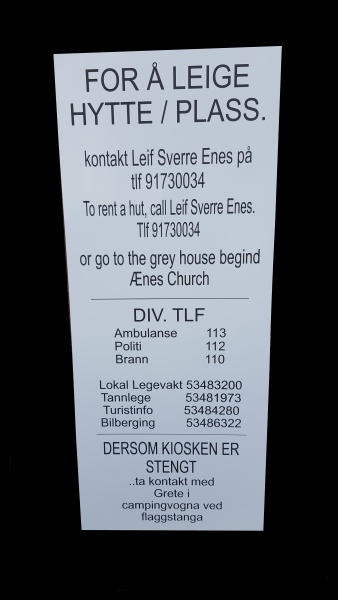 FOR Å LEIGE
HYTTE / PLASS.
kontakt Leif Sverre Enes på
tlf 91730034
To rent a hut, call Leif Sverre Enes.
Tlf 91730034
or go to the grey house begind
Ænes Church
DIV. TLF
Ambulanse 113
Politi 112
Brann 110
Lokal Legevakt 53483200
Tannlege 53481973
Turistinfo 53484280
Bilberging 53486322
DERSOM KIOSKEN ER
STENGT
..ta kontakt med
Grete i
campingvogna ved
flaggstanga